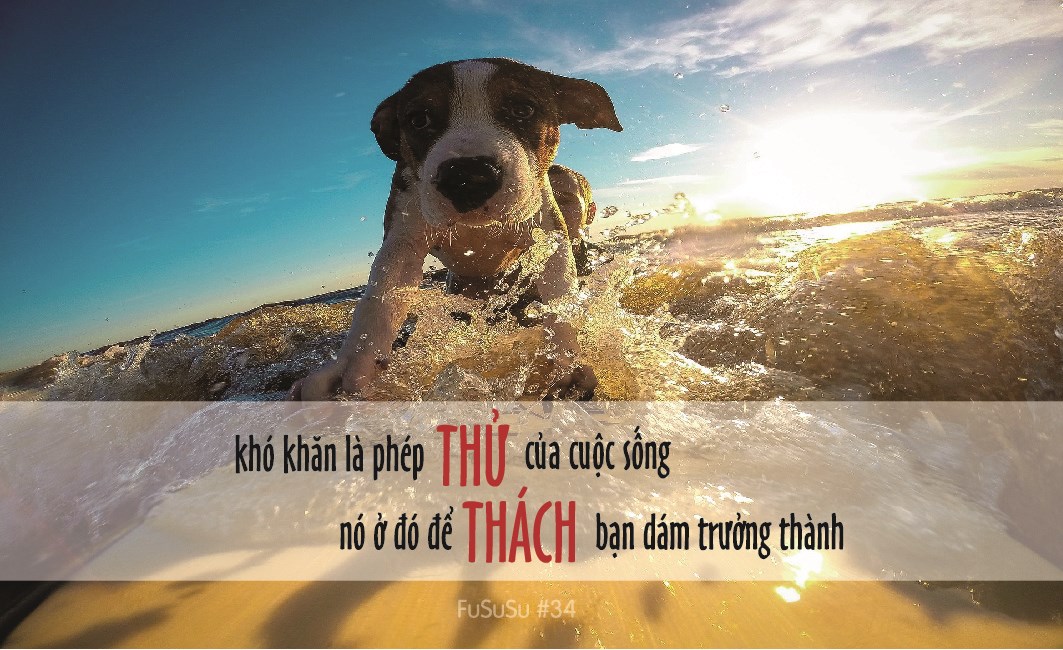 khó khăn là phép THỬ của cuộc sống
nó ở đó để THÁCH bạn dám trưởng thành
FuSuSu #34